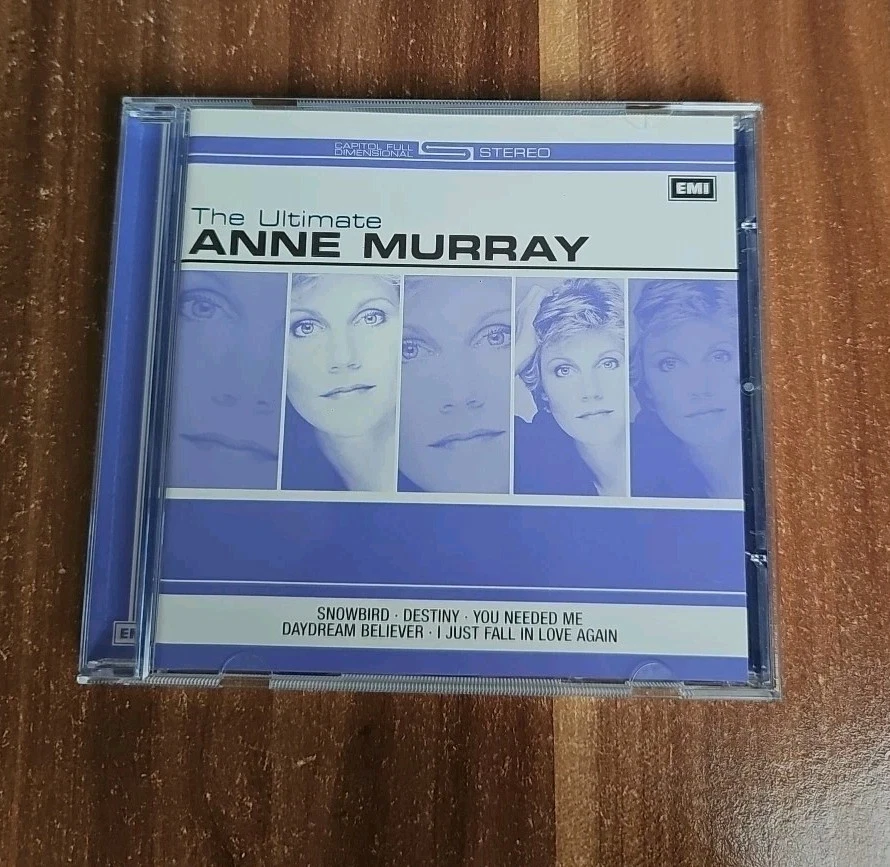 CAPITOL FULL
DIMENSIONAL STEREO
EMI
The Ultimate
ANNE MURRAY
SNOWBIRD · DESTINY · YOU NEEDED ME
DAYDREAM BELIEVER · I JUST FALL IN LOVE AGAIN